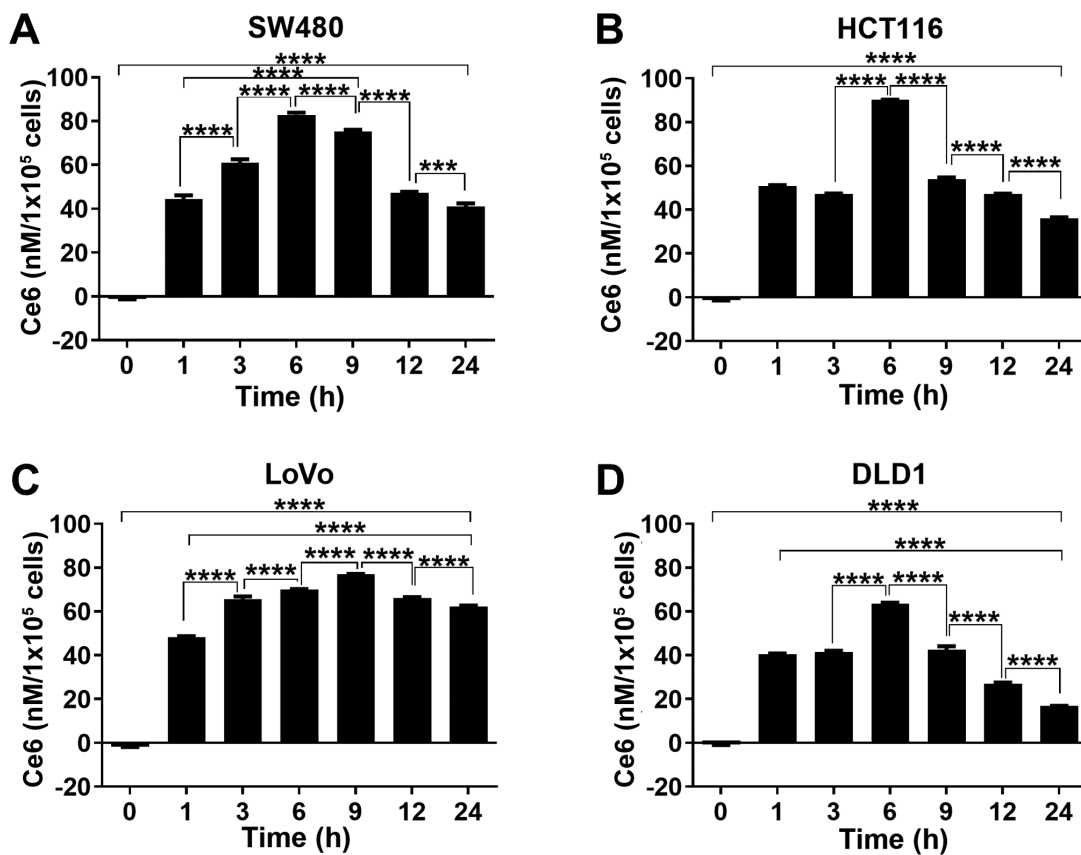 A
SW480
****
****
**** **** ****
****
***
100
80
60
40
20
0
-20
Ce6 (nM/1x10⁵ cells)
0 1 3 6 9 12 24
Time (h)
B
HCT116
****
**** ****
****
****
100
80
60
40
20
0
-20
Ce6 (nM/1x10⁵ cells)
0 1 3 6 9 12 24
Time (h)
C
LoVo
****
****
**** **** **** **** ****
100
80
60
40
20
0
-20
Ce6 (nM/1x10⁵ cells)
0 1 3 6 9 12 24
Time (h)
D
DLD1
****
****
**** ****
****
****
100
80
60
40
20
0
-20
Ce6 (nM/1x10⁵ cells)
0 1 3 6 9 12 24
Time (h)